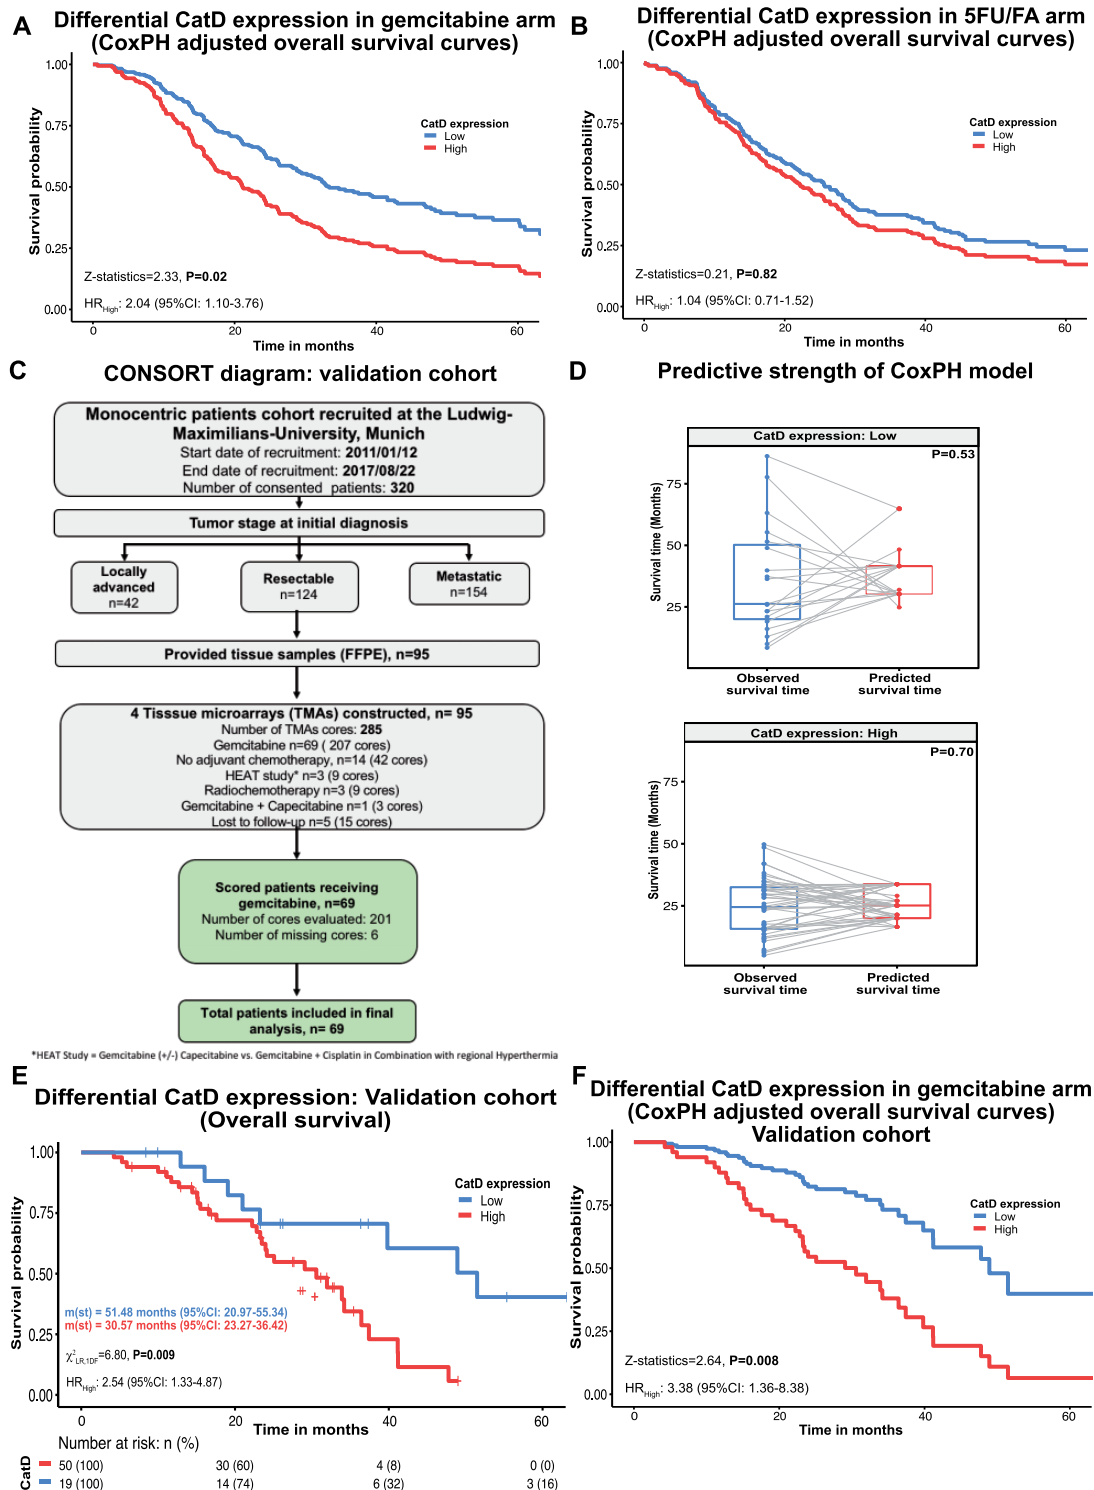 A
Differential CatD expression in gemcitabine arm
(CoxPH adjusted overall survival curves)
Survival probability
1.00
0.75
0.50
0.25
0.00
CatD expression
Low
High
Z-statistics=2.33, P=0.02
HRHigh: 2.04 (95%CI: 1.10-3.76)
0
20
40
60
Time in months
B
Differential CatD expression in 5FU/FA arm
(CoxPH adjusted overall survival curves)
Survival probability
1.00
0.75
0.50
0.25
0.00
CatD expression
Low
High
Z-statistics=0.21, P=0.82
HRHigh: 1.04 (95%CI: 0.71-1.52)
0
20
40
60
Time in months
C
CONSORT diagram: validation cohort
Monocentric patients cohort recruited at the Ludwig-
Maximilians-University, Munich
Start date of recruitment: 2011/01/12
End date of recruitment: 2017/08/22
Number of consented patients: 320
Tumor stage at initial diagnosis
Locally
advanced
n=42
Resectable
n=124
Metastatic
n=154
Provided tissue samples (FFPE), n=95
4 Tisssue microarrays (TMAs) constructed, n= 95
Number of TMAs cores: 285
Gemcitabine n=69 ( 207 cores)
No adjuvant chemotherapy, n=14 (42 cores)
HEAT study* n=3 (9 cores)
Radiochemotherapy n=3 (9 cores)
Gemcitabine + Capecitabine n=1 (3 cores)
Lost to follow-up n=5 (15 cores)
Scored patients receiving
gemcitabine, n=69
Number of cores evaluated: 201
Number of missing cores: 6
Total patients included in final
analysis, n= 69
*HEAT Study = Gemcitabine (+/-) Capecitabine vs. Gemcitabine + Cisplatin in Combination with regional Hyperthermia
D
Predictive strength of CoxPH model
CatD expression: Low
P=0.53
Survival time (Months)
75
50
25
Observed
survival time
Predicted
survival time
CatD expression: High
P=0.70
Survival time (Months)
75
50
25
Observed
survival time
Predicted
survival time
E
Differential CatD expression: Validation cohort
(Overall survival)
Survival probability
1.00
0.75
0.50
0.25
0.00
CatD expression
Low
High
m(st) = 51.48 months (95%CI: 20.97-55.34)
m(st) = 30.57 months (95%CI: 23.27-36.42)
χ²LR,1DF=6.80, P=0.009
HRHigh: 2.54 (95%CI: 1.33-4.87)
0
20
40
60
Time in months
Number at risk: n (%)
CatD
50 (100) 30 (60) 4 (8) 0 (0)
19 (100) 14 (74) 6 (32) 3 (16)
F
Differential CatD expression in gemcitabine arm
(CoxPH adjusted overall survival curves)
Validation cohort
Survival probability
1.00
0.75
0.50
0.25
0.00
CatD expression
Low
High
Z-statistics=2.64, P=0.008
HRHigh: 3.38 (95%CI: 1.36-8.38)
0
20
40
60
Time in months